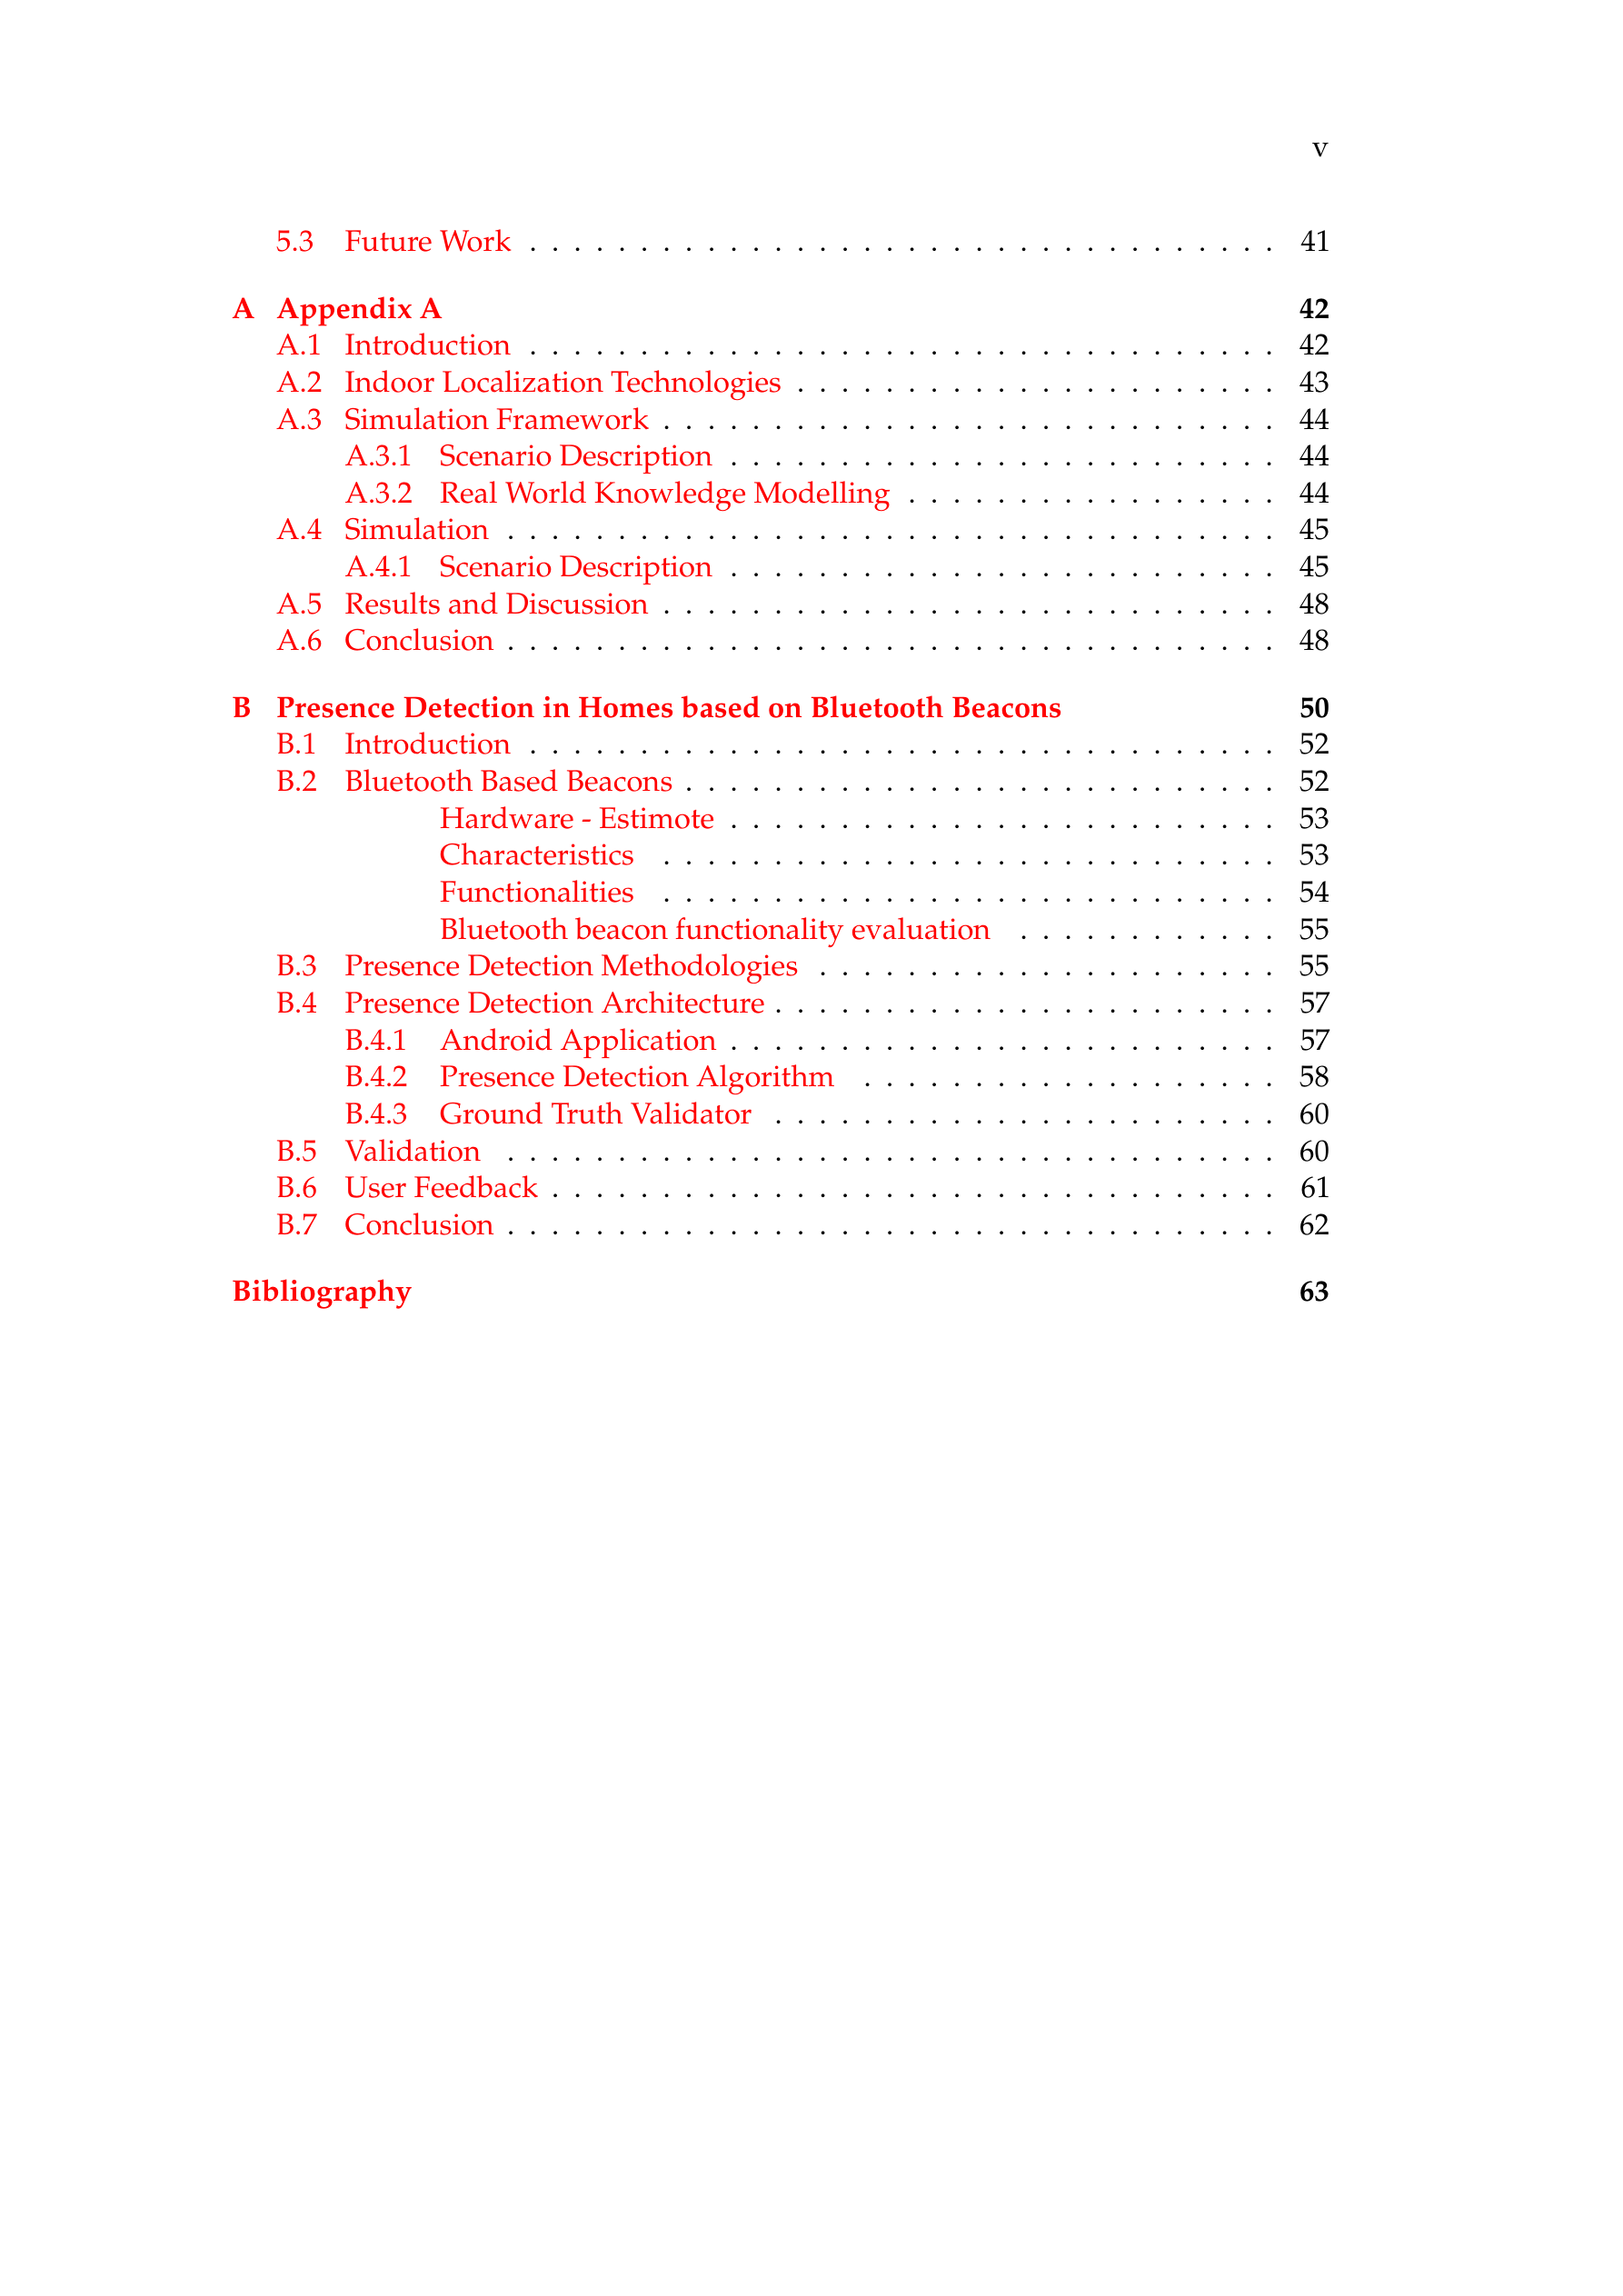 v
5.3 Future Work . . . . . . . . . . . . . . . . . . . . . . . . . . . . . . . . . . 41
A Appendix A 42
A.1 Introduction . . . . . . . . . . . . . . . . . . . . . . . . . . . . . . . . . . 42
A.2 Indoor Localization Technologies . . . . . . . . . . . . . . . . . . . . . . 43
A.3 Simulation Framework . . . . . . . . . . . . . . . . . . . . . . . . . . . . 44
A.3.1 Scenario Description . . . . . . . . . . . . . . . . . . . . . . . . . 44
A.3.2 Real World Knowledge Modelling . . . . . . . . . . . . . . . . . 44
A.4 Simulation . . . . . . . . . . . . . . . . . . . . . . . . . . . . . . . . . . . 45
A.4.1 Scenario Description . . . . . . . . . . . . . . . . . . . . . . . . . 45
A.5 Results and Discussion . . . . . . . . . . . . . . . . . . . . . . . . . . . . 48
A.6 Conclusion . . . . . . . . . . . . . . . . . . . . . . . . . . . . . . . . . . . 48
B Presence Detection in Homes based on Bluetooth Beacons 50
B.1 Introduction . . . . . . . . . . . . . . . . . . . . . . . . . . . . . . . . . . 52
B.2 Bluetooth Based Beacons . . . . . . . . . . . . . . . . . . . . . . . . . . . 52
Hardware - Estimote . . . . . . . . . . . . . . . . . . . . . . . . . 53
Characteristics . . . . . . . . . . . . . . . . . . . . . . . . . . . . 53
Functionalities . . . . . . . . . . . . . . . . . . . . . . . . . . . . 54
Bluetooth beacon functionality evaluation . . . . . . . . . . . . 55
B.3 Presence Detection Methodologies . . . . . . . . . . . . . . . . . . . . . 55
B.4 Presence Detection Architecture . . . . . . . . . . . . . . . . . . . . . . . 57
B.4.1 Android Application . . . . . . . . . . . . . . . . . . . . . . . . . 57
B.4.2 Presence Detection Algorithm . . . . . . . . . . . . . . . . . . . 58
B.4.3 Ground Truth Validator . . . . . . . . . . . . . . . . . . . . . . . 60
B.5 Validation . . . . . . . . . . . . . . . . . . . . . . . . . . . . . . . . . . . 60
B.6 User Feedback . . . . . . . . . . . . . . . . . . . . . . . . . . . . . . . . . 61
B.7 Conclusion . . . . . . . . . . . . . . . . . . . . . . . . . . . . . . . . . . . 62
Bibliography 63